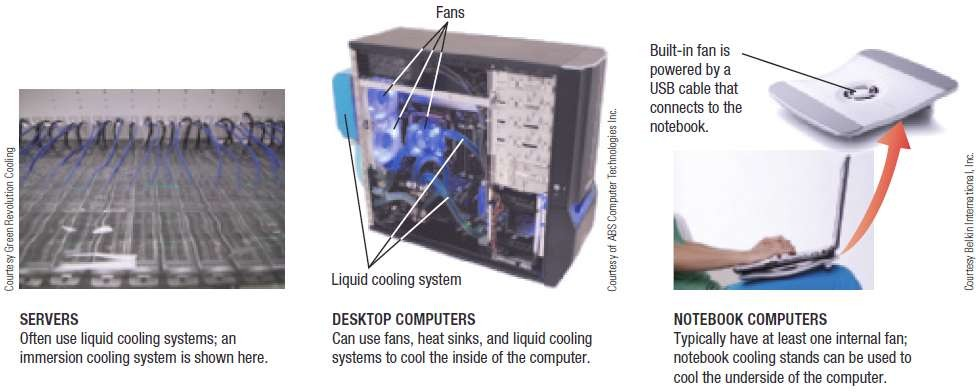 Fans
Built-in fan is
powered by a
USB cable that
connects to the
notebook.
Liquid cooling system
Courtesy Green Revolution Cooling
Courtesy of ABS Computer Technologies Inc.
Courtesy Belkin International, Inc.
SERVERS
Often use liquid cooling systems; an
immersion cooling system is shown here.
DESKTOP COMPUTERS
Can use fans, heat sinks, and liquid cooling
systems to cool the inside of the computer.
NOTEBOOK COMPUTERS
Typically have at least one internal fan;
notebook cooling stands can be used to
cool the underside of the computer.